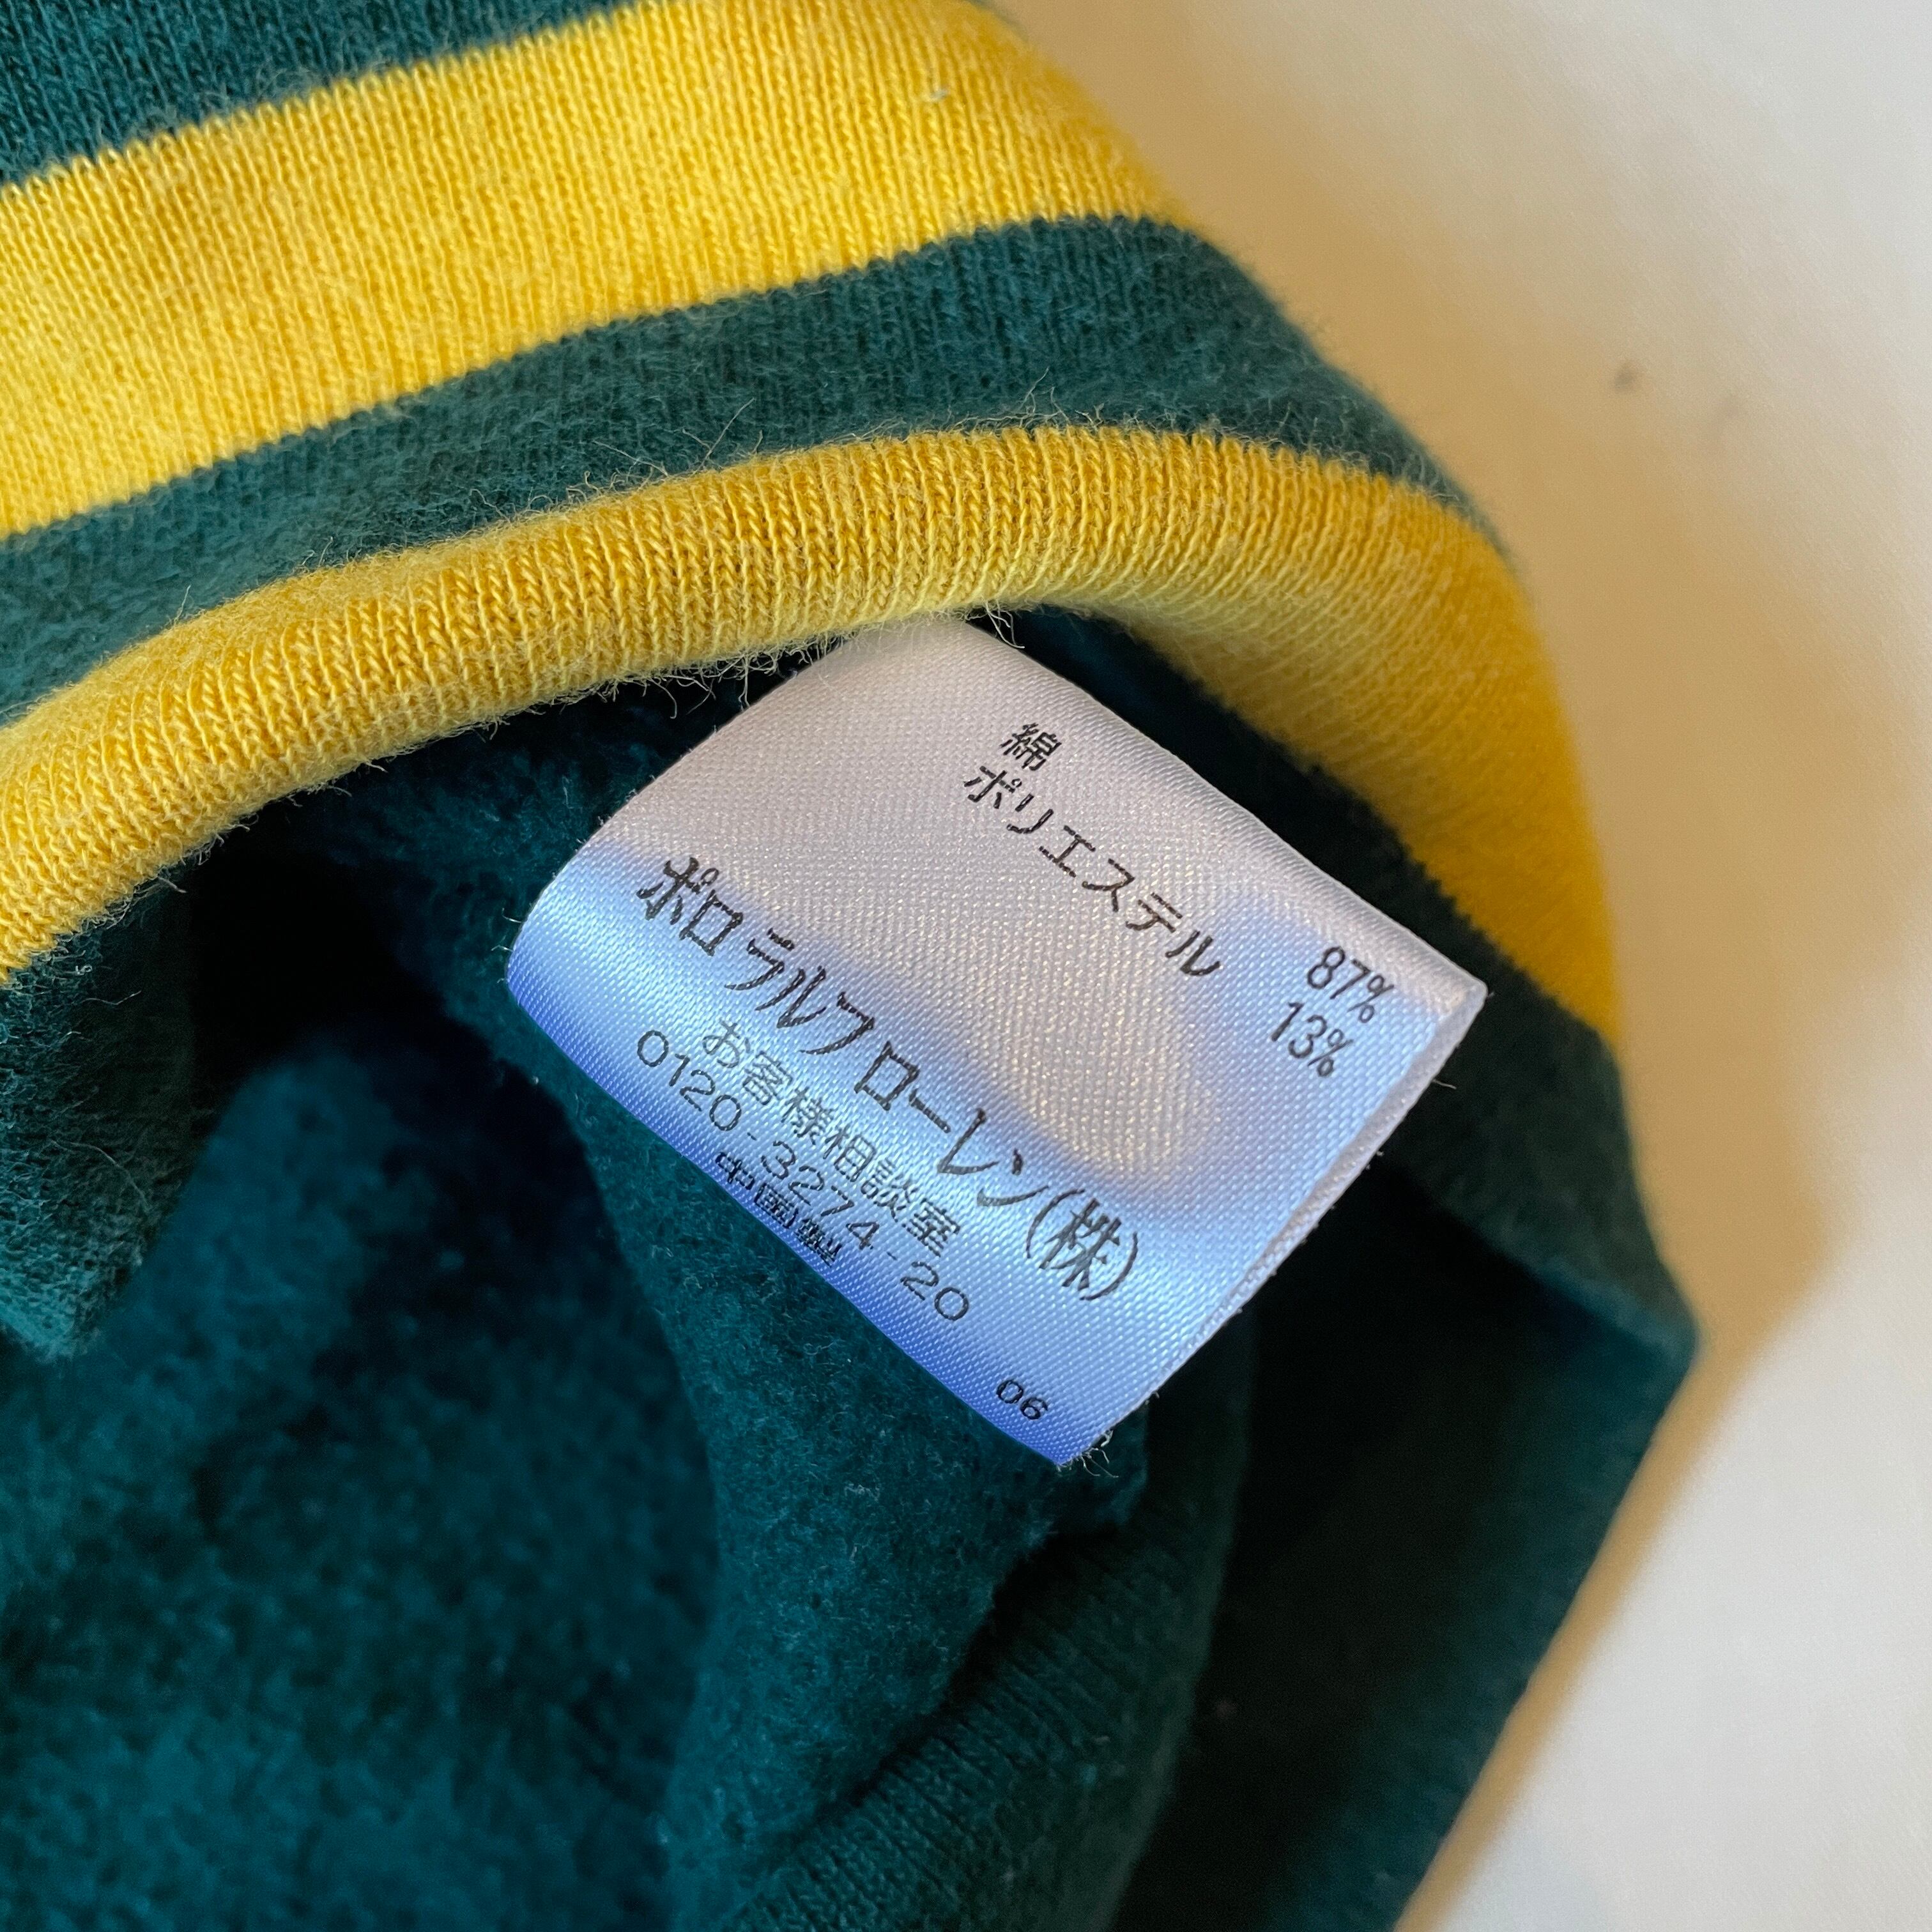 綿 87%
ポリエステル 13%
ポロ ラルフ ローレン(株)
お客様相談室
0120-3274-20
中国製
06